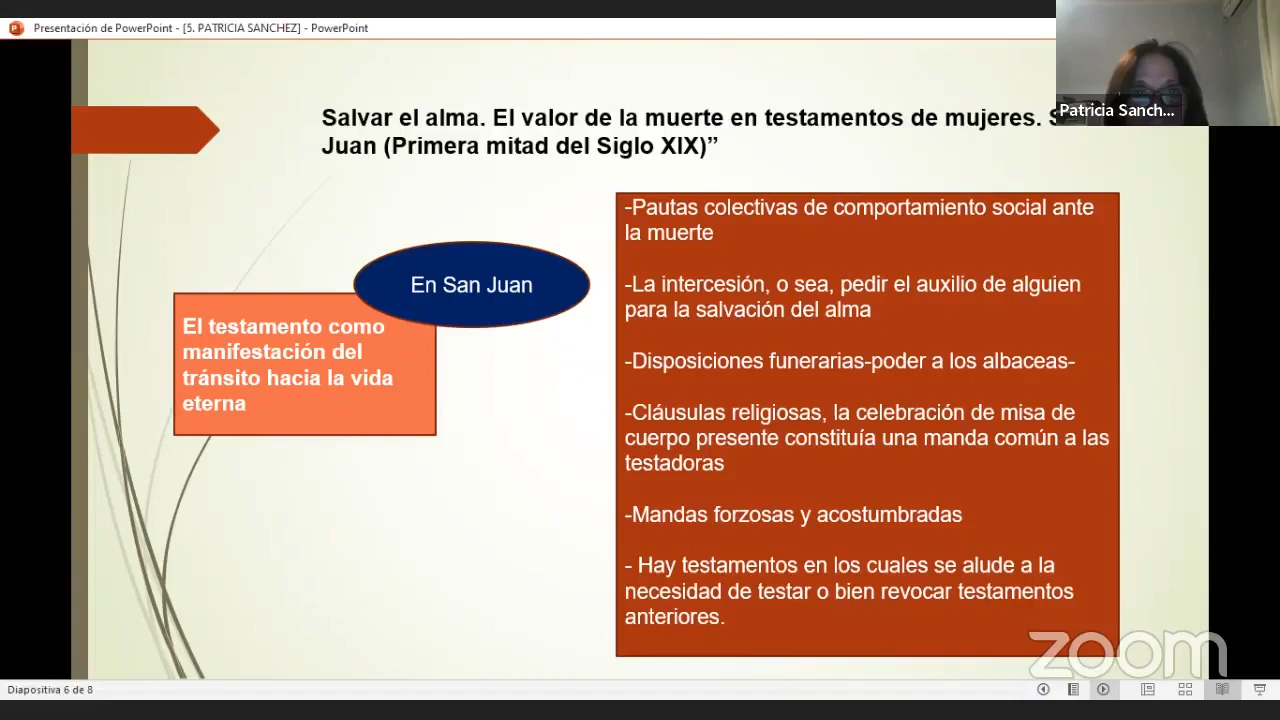 Presentación de PowerPoint - [5. PATRICIA SANCHEZ] - PowerPoint
Patricia Sanch...
Salvar el alma. El valor de la muerte en testamentos de mujeres.
Juan (Primera mitad del Siglo XIX)”
En San Juan
El testamento como
manifestación del
tránsito hacia la vida
eterna
-Pautas colectivas de comportamiento social ante
la muerte
-La intercesión, o sea, pedir el auxilio de alguien
para la salvación del alma
-Disposiciones funerarias-poder a los albaceas-
-Cláusulas religiosas, la celebración de misa de
cuerpo presente constituía una manda común a las
testadoras
-Mandas forzosas y acostumbradas
- Hay testamentos en los cuales se alude a la
necesidad de testar o bien revocar testamentos
anteriores.
zoom
Diapositiva 6 de 8